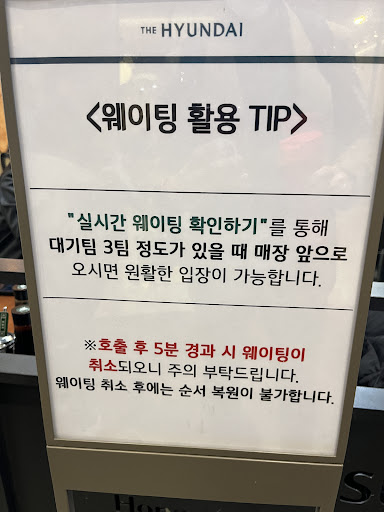 THE HYUNDAI
<웨이팅 활용 TIP>
"실시간 웨이팅 확인하기"를 통해
대기팀 3팀 정도가 있을 때 매장 앞으로
오시면 원활한 입장이 가능합니다.
※호출 후 5분 경과 시 웨이팅이
취소되오니 주의 부탁드립니다.
웨이팅 취소 후에는 순서 복원이 불가합니다.